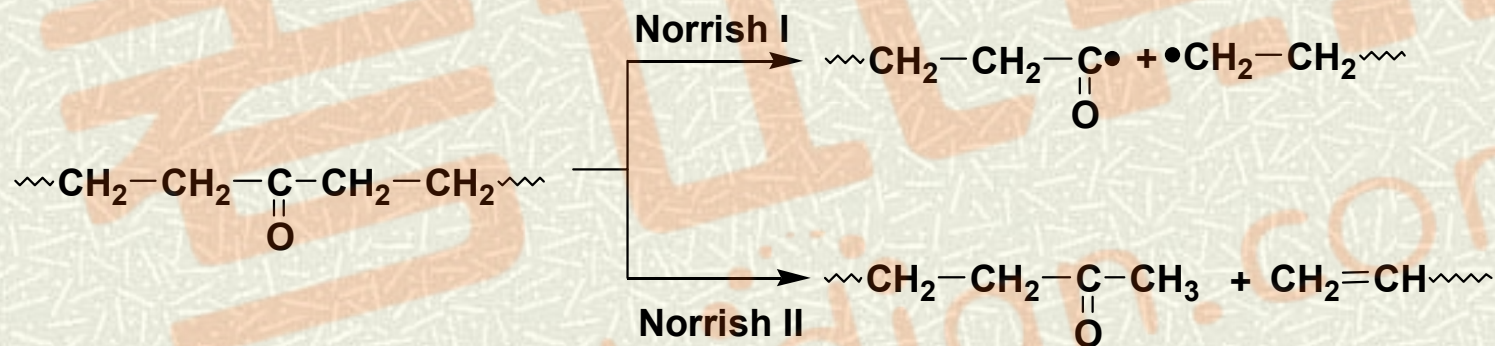 Norrish I
CH₂–CH₂–C• + •CH₂–CH₂
O
CH₂–CH₂–C–CH₂–CH₂
O
CH₂–CH₂–C–CH₃ + CH₂=CH
O
Norrish II